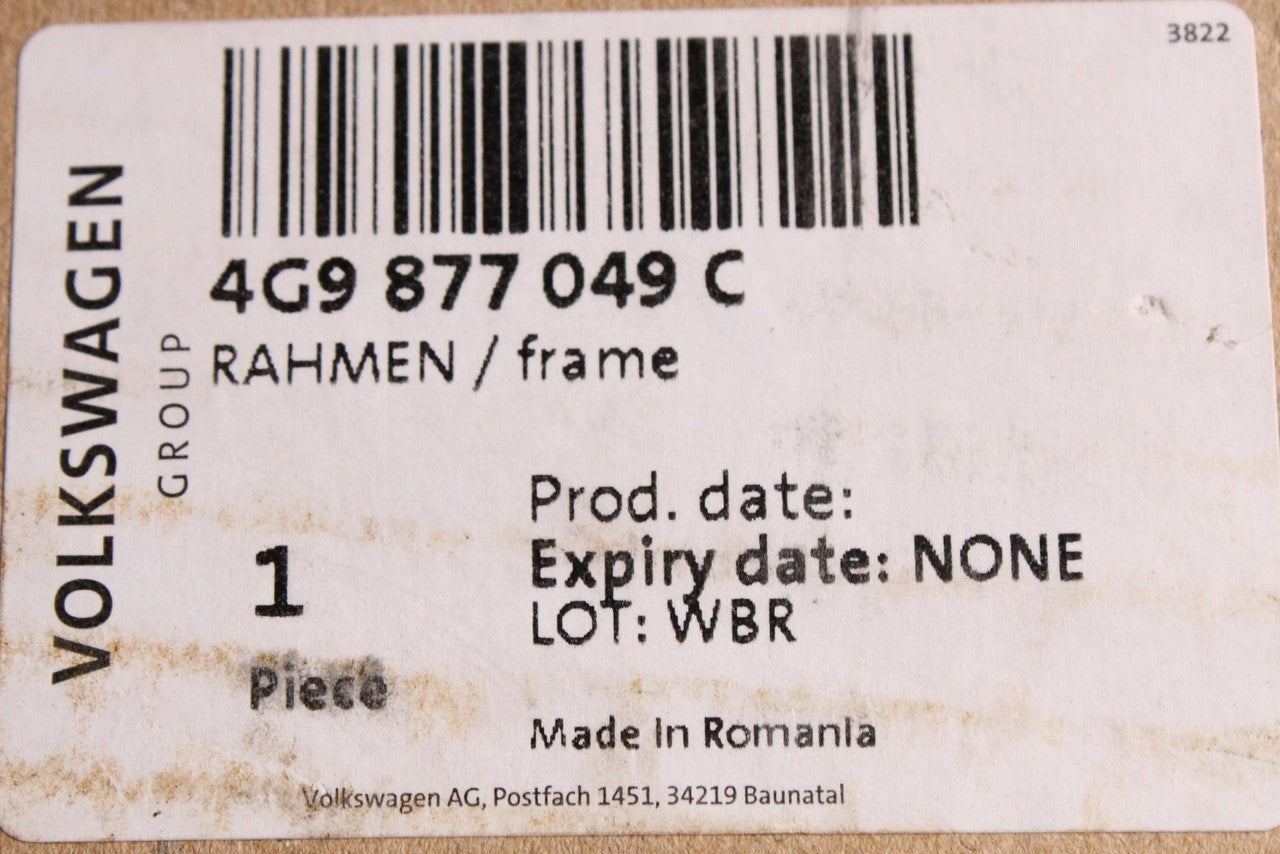 3822
VOLKSWAGEN
GROUP
4G9 877 049 C
RAHMEN / frame
Prod. date:
Expiry date: NONE
LOT: WBR
1
Piece
Made in Romania
Volkswagen AG, Postfach 1451, 34219 Baunatal